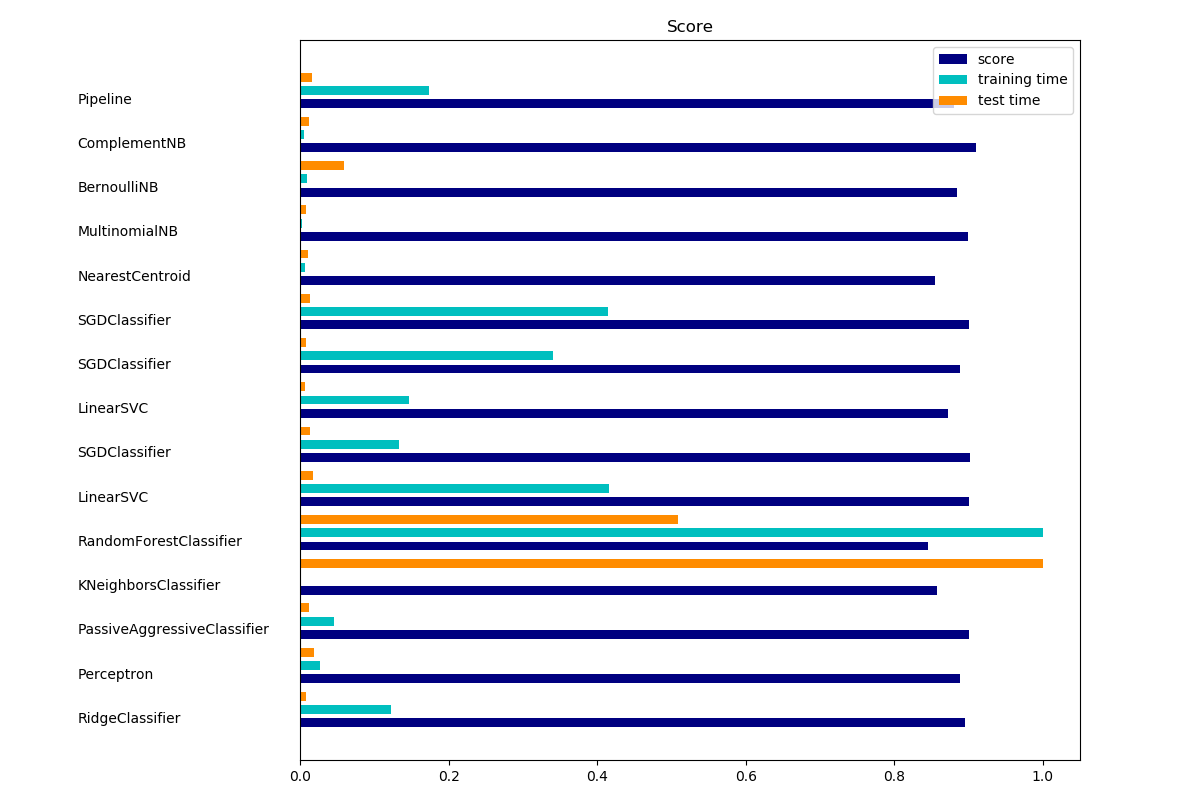 Score
score
training time
test time
Pipeline
ComplementNB
BernoulliNB
MultinomialNB
NearestCentroid
SGDClassifier
SGDClassifier
LinearSVC
SGDClassifier
LinearSVC
RandomForestClassifier
KNeighborsClassifier
PassiveAggressiveClassifier
Perceptron
RidgeClassifier
0.0 0.2 0.4 0.6 0.8 1.0